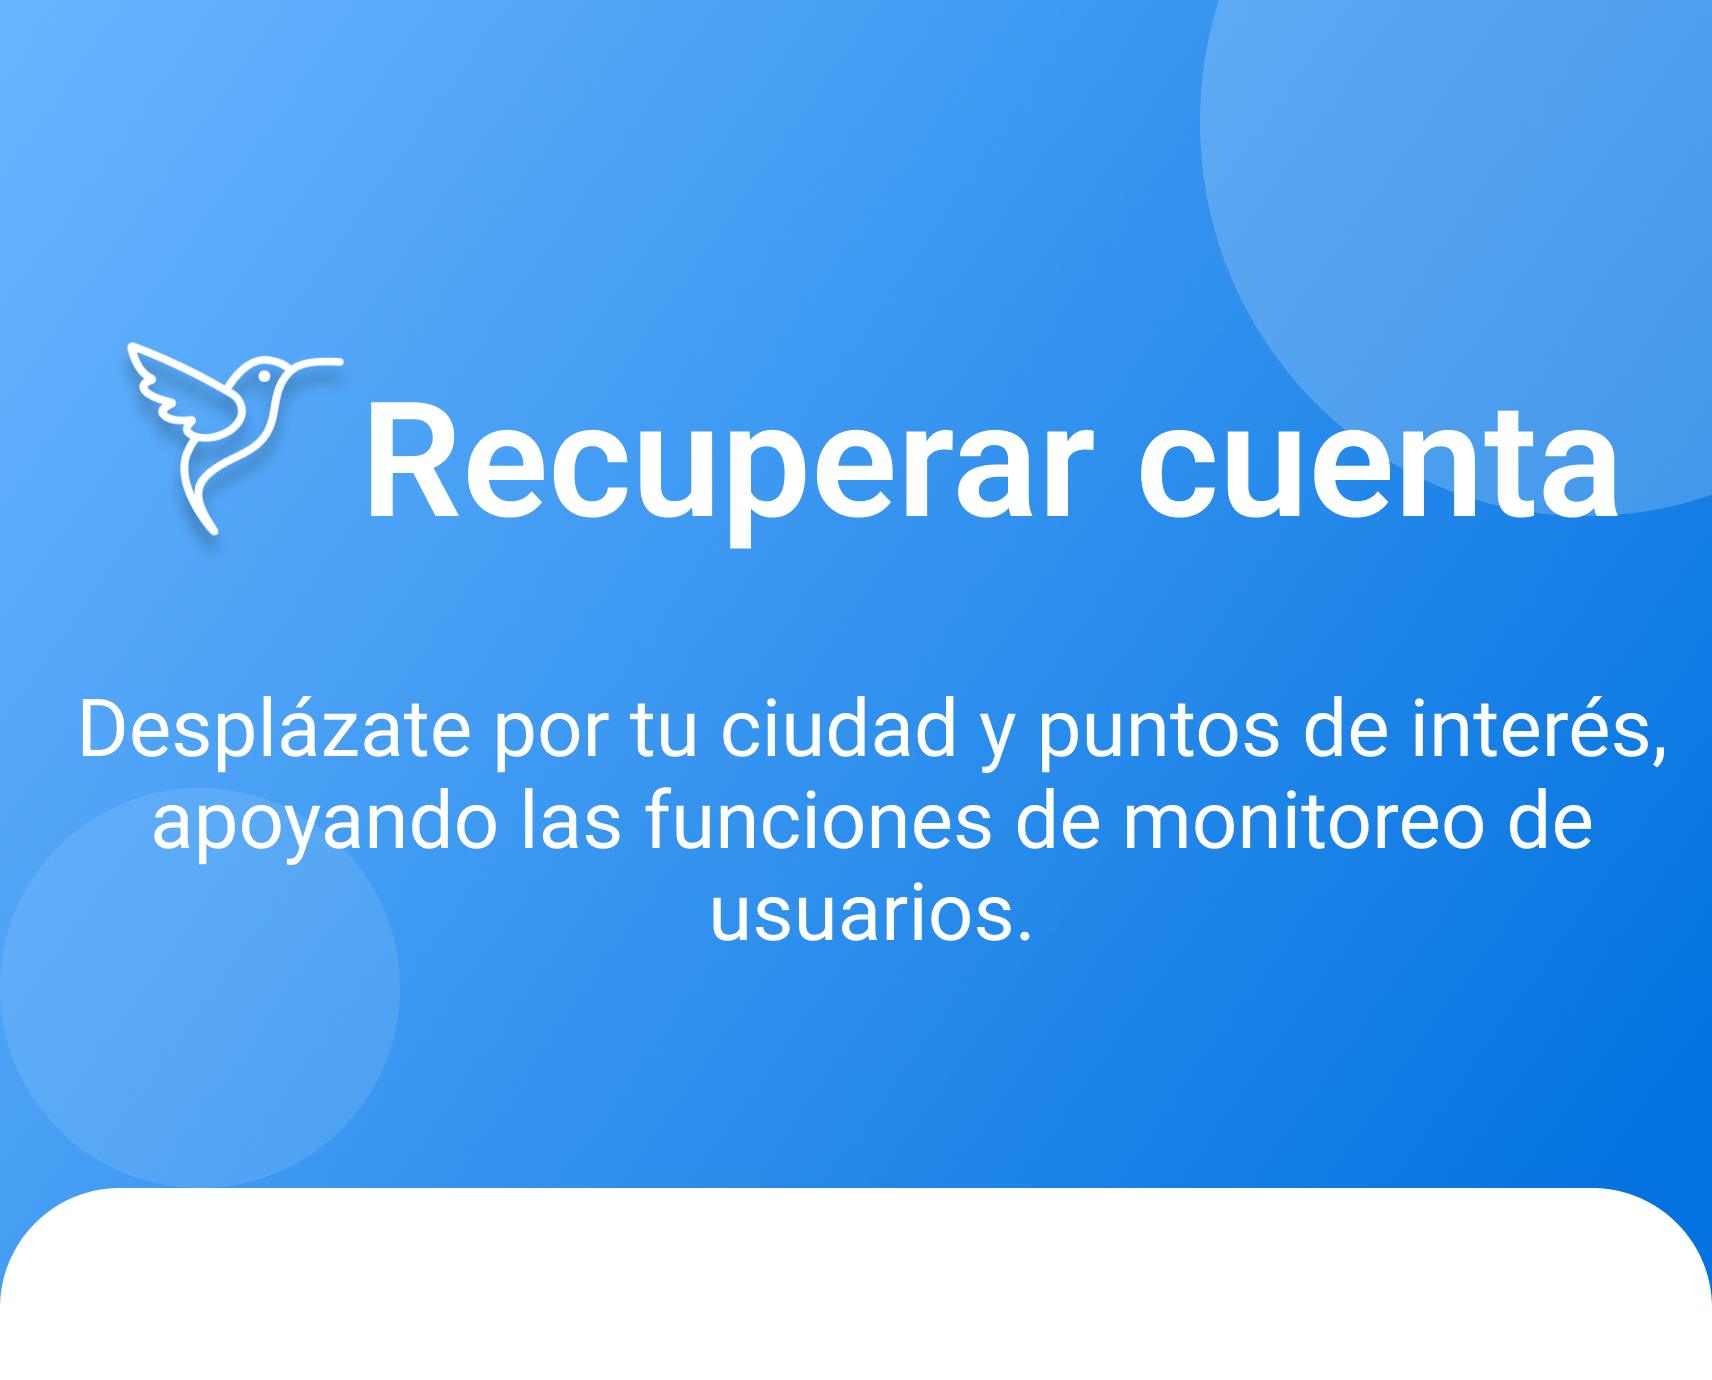 Recuperar cuenta
Desplázate por tu ciudad y puntos de interés,
apoyando las funciones de monitoreo de
usuarios.